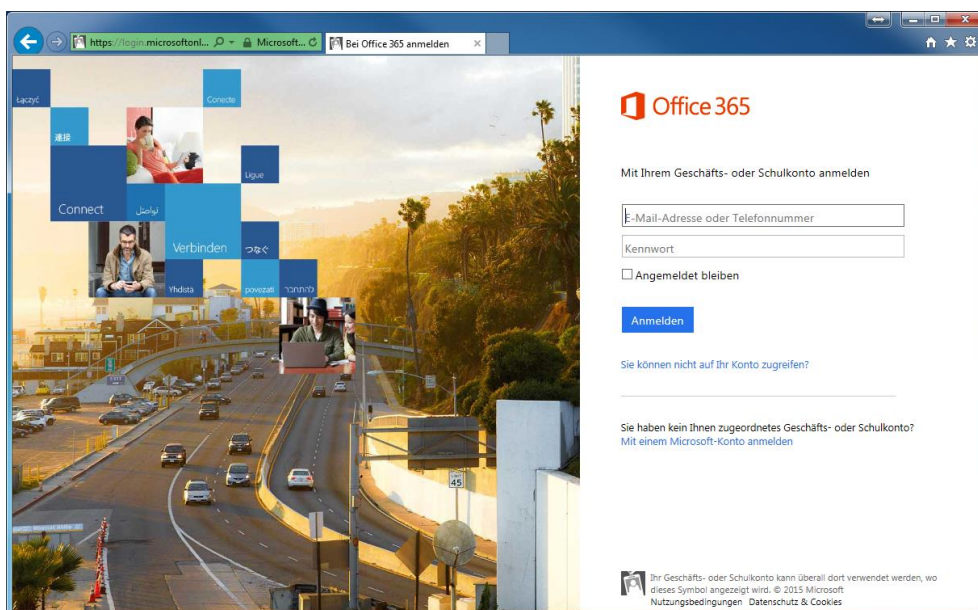 https://login.microsoftonl...
Microsoft...
Bei Office 365 anmelden
Łączyć
Conecte
連接
Ligue
Connect
تواصل
Verbinden
つなぐ
Yhdistä
povezati
להתחבר
LIMIT
45
Office 365
Mit Ihrem Geschäfts- oder Schulkonto anmelden
E-Mail-Adresse oder Telefonnummer
Kennwort
Angemeldet bleiben
Anmelden
Sie können nicht auf Ihr Konto zugreifen?
Sie haben kein Ihnen zugeordnetes Geschäfts- oder Schulkonto?
Mit einem Microsoft-Konto anmelden
Ihr Geschäfts- oder Schulkonto kann überall dort verwendet werden, wo
dieses Symbol angezeigt wird. © 2015 Microsoft
Nutzungsbedingungen Datenschutz & Cookies